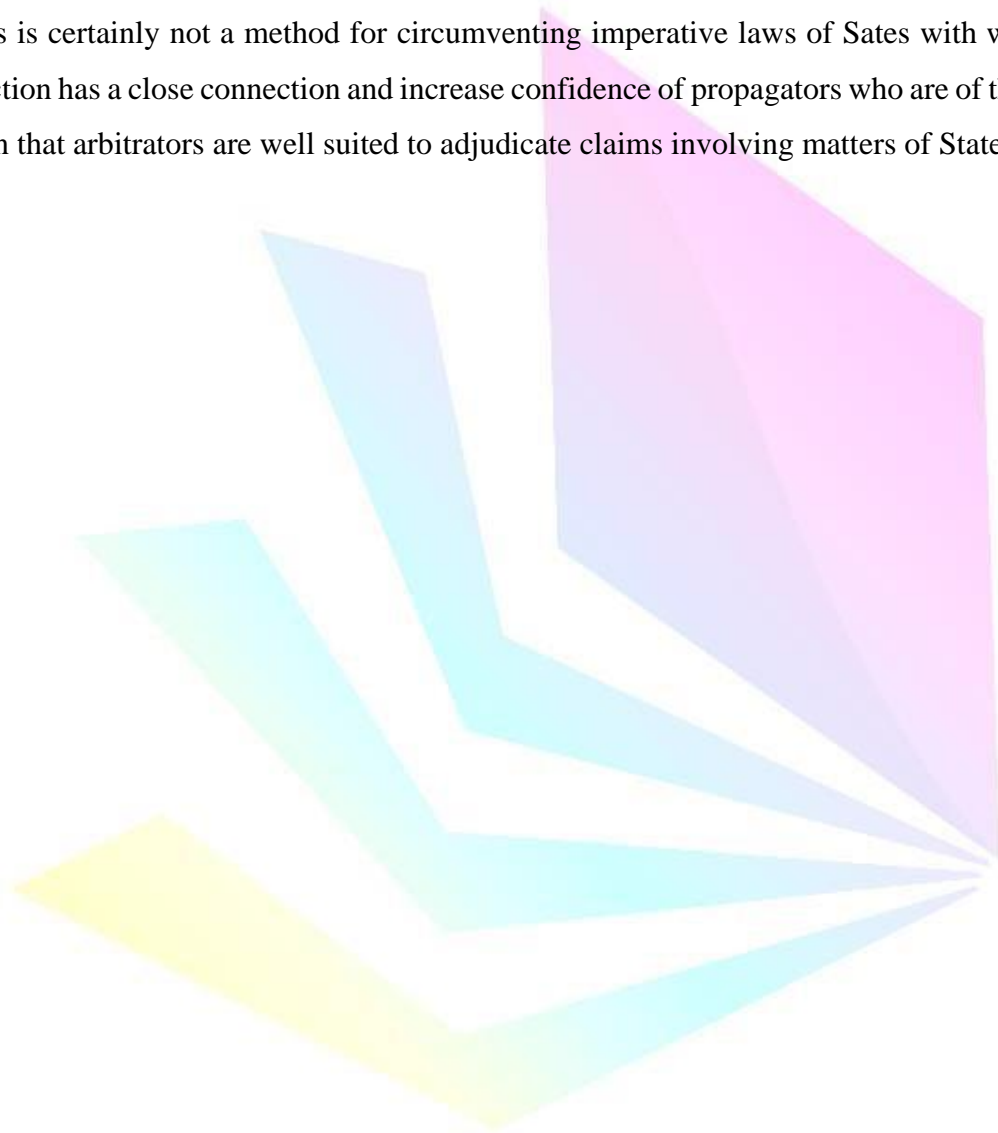 s is certainly not a method for circumventing imperative laws of Sates with w
tion has a close connection and increase confidence of propagators who are of t
n that arbitrators are well suited to adjudicate claims involving matters of State